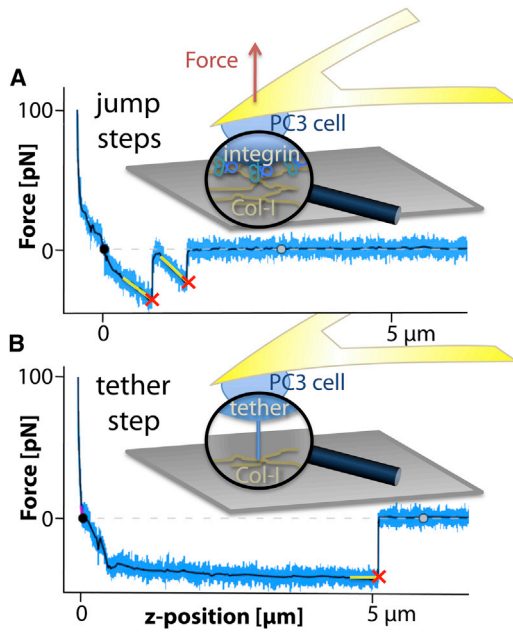 A
Force
100
jump
steps
PC3 cell
integrin
Col-I
Force [pN]
0
0
5 µm
B
100
PC3 cell
tether
step
tether
Col-I
Force [pN]
0
0
z-position [µm]
5 µm